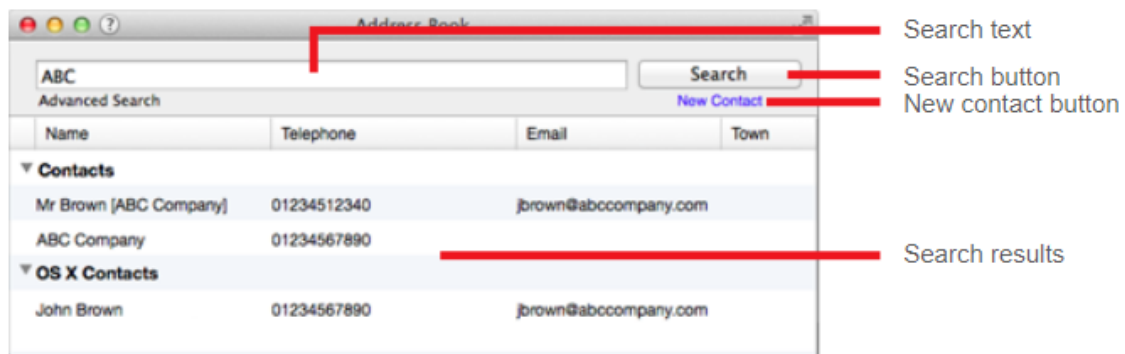 Address Book
Search text
ABC
Search
Search button
Advanced Search
New Contact
New contact button
Name Telephone Email Town
Contacts
Mr Brown [ABC Company] 01234512340 jbrown@abccompany.com
ABC Company 01234567890
Search results
OS X Contacts
John Brown 01234567890 jbrown@abccompany.com